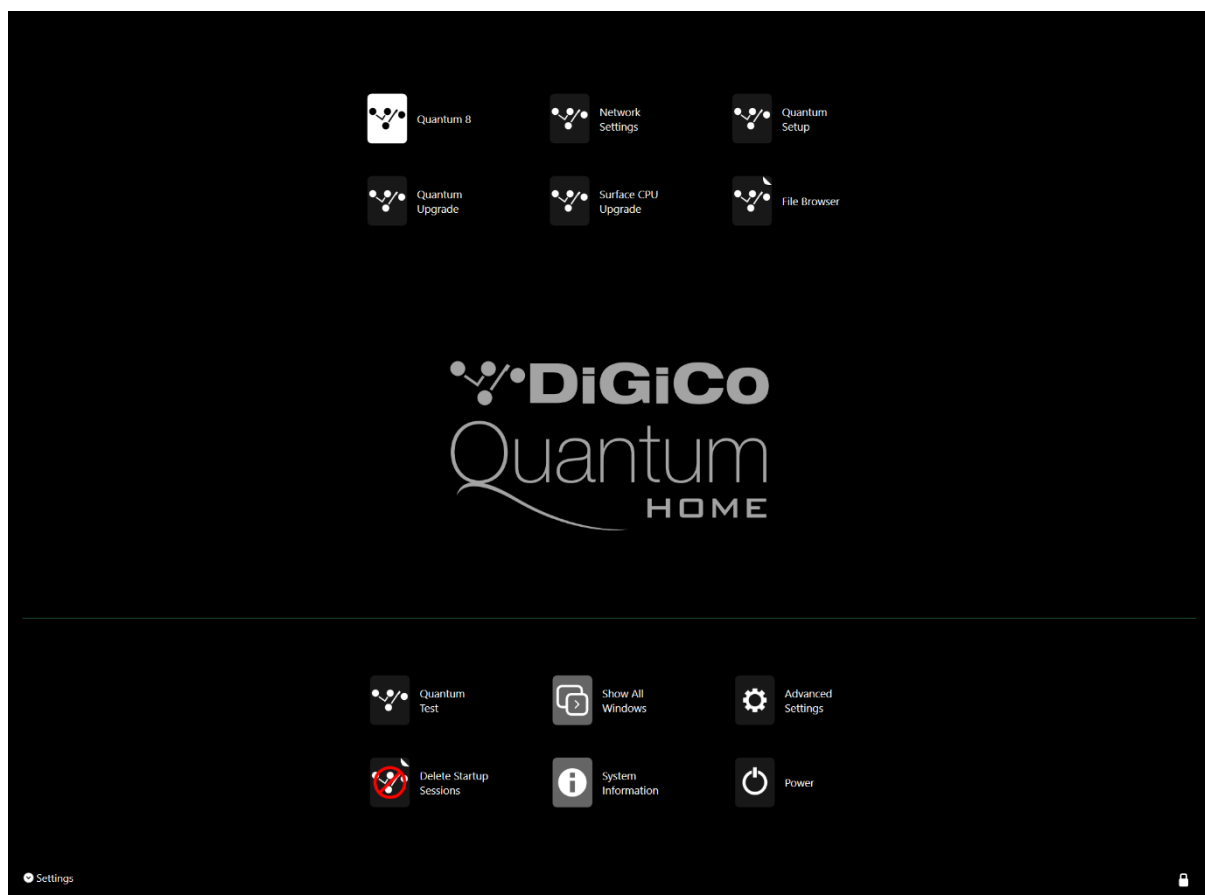 Quantum 8
Network
Settings
Quantum
Setup
Quantum
Upgrade
Surface CPU
Upgrade
File Browser
DiGiCo
Quantum
HOME
Quantum
Test
Show All
Windows
Advanced
Settings
Delete Startup
Sessions
System
Information
Power
Settings